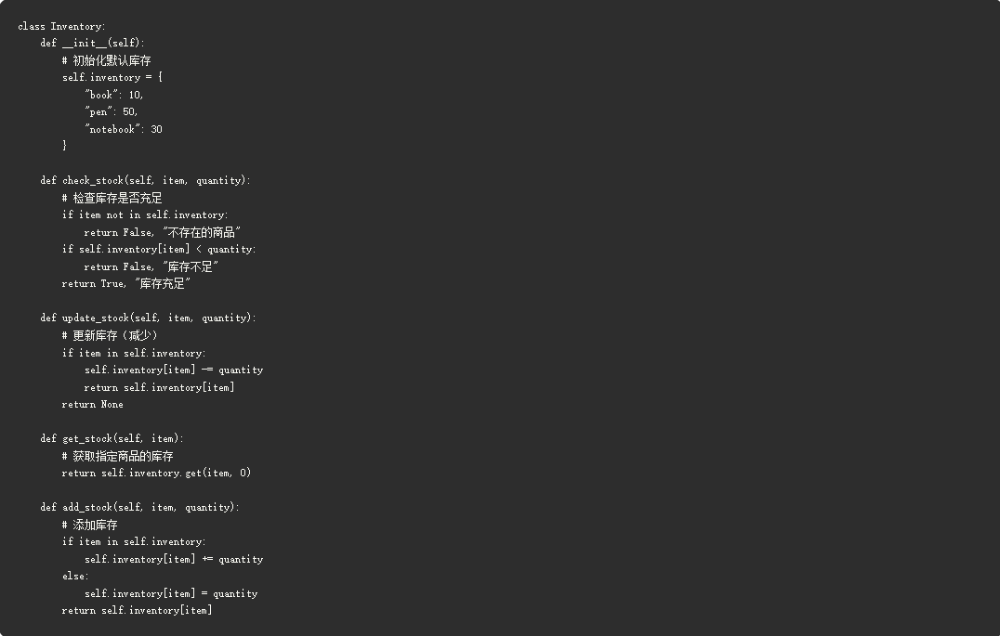 class Inventory:
    def __init__(self):
        # 初始化默认库存
        self.inventory = {
            "book": 10,
            "pen": 50,
            "notebook": 30
        }

    def check_stock(self, item, quantity):
        # 检查库存是否充足
        if item not in self.inventory:
            return False, "不存在的商品"
        if self.inventory[item] < quantity:
            return False, "库存不足"
        return True, "库存充足"

    def update_stock(self, item, quantity):
        # 更新库存（减少）
        if item in self.inventory:
            self.inventory[item] -= quantity
            return self.inventory[item]
        return None

    def get_stock(self, item):
        # 获取指定商品的库存
        return self.inventory.get(item, 0)

    def add_stock(self, item, quantity):
        # 添加库存
        if item in self.inventory:
            self.inventory[item] += quantity
        else:
            self.inventory[item] = quantity
        return self.inventory[item]